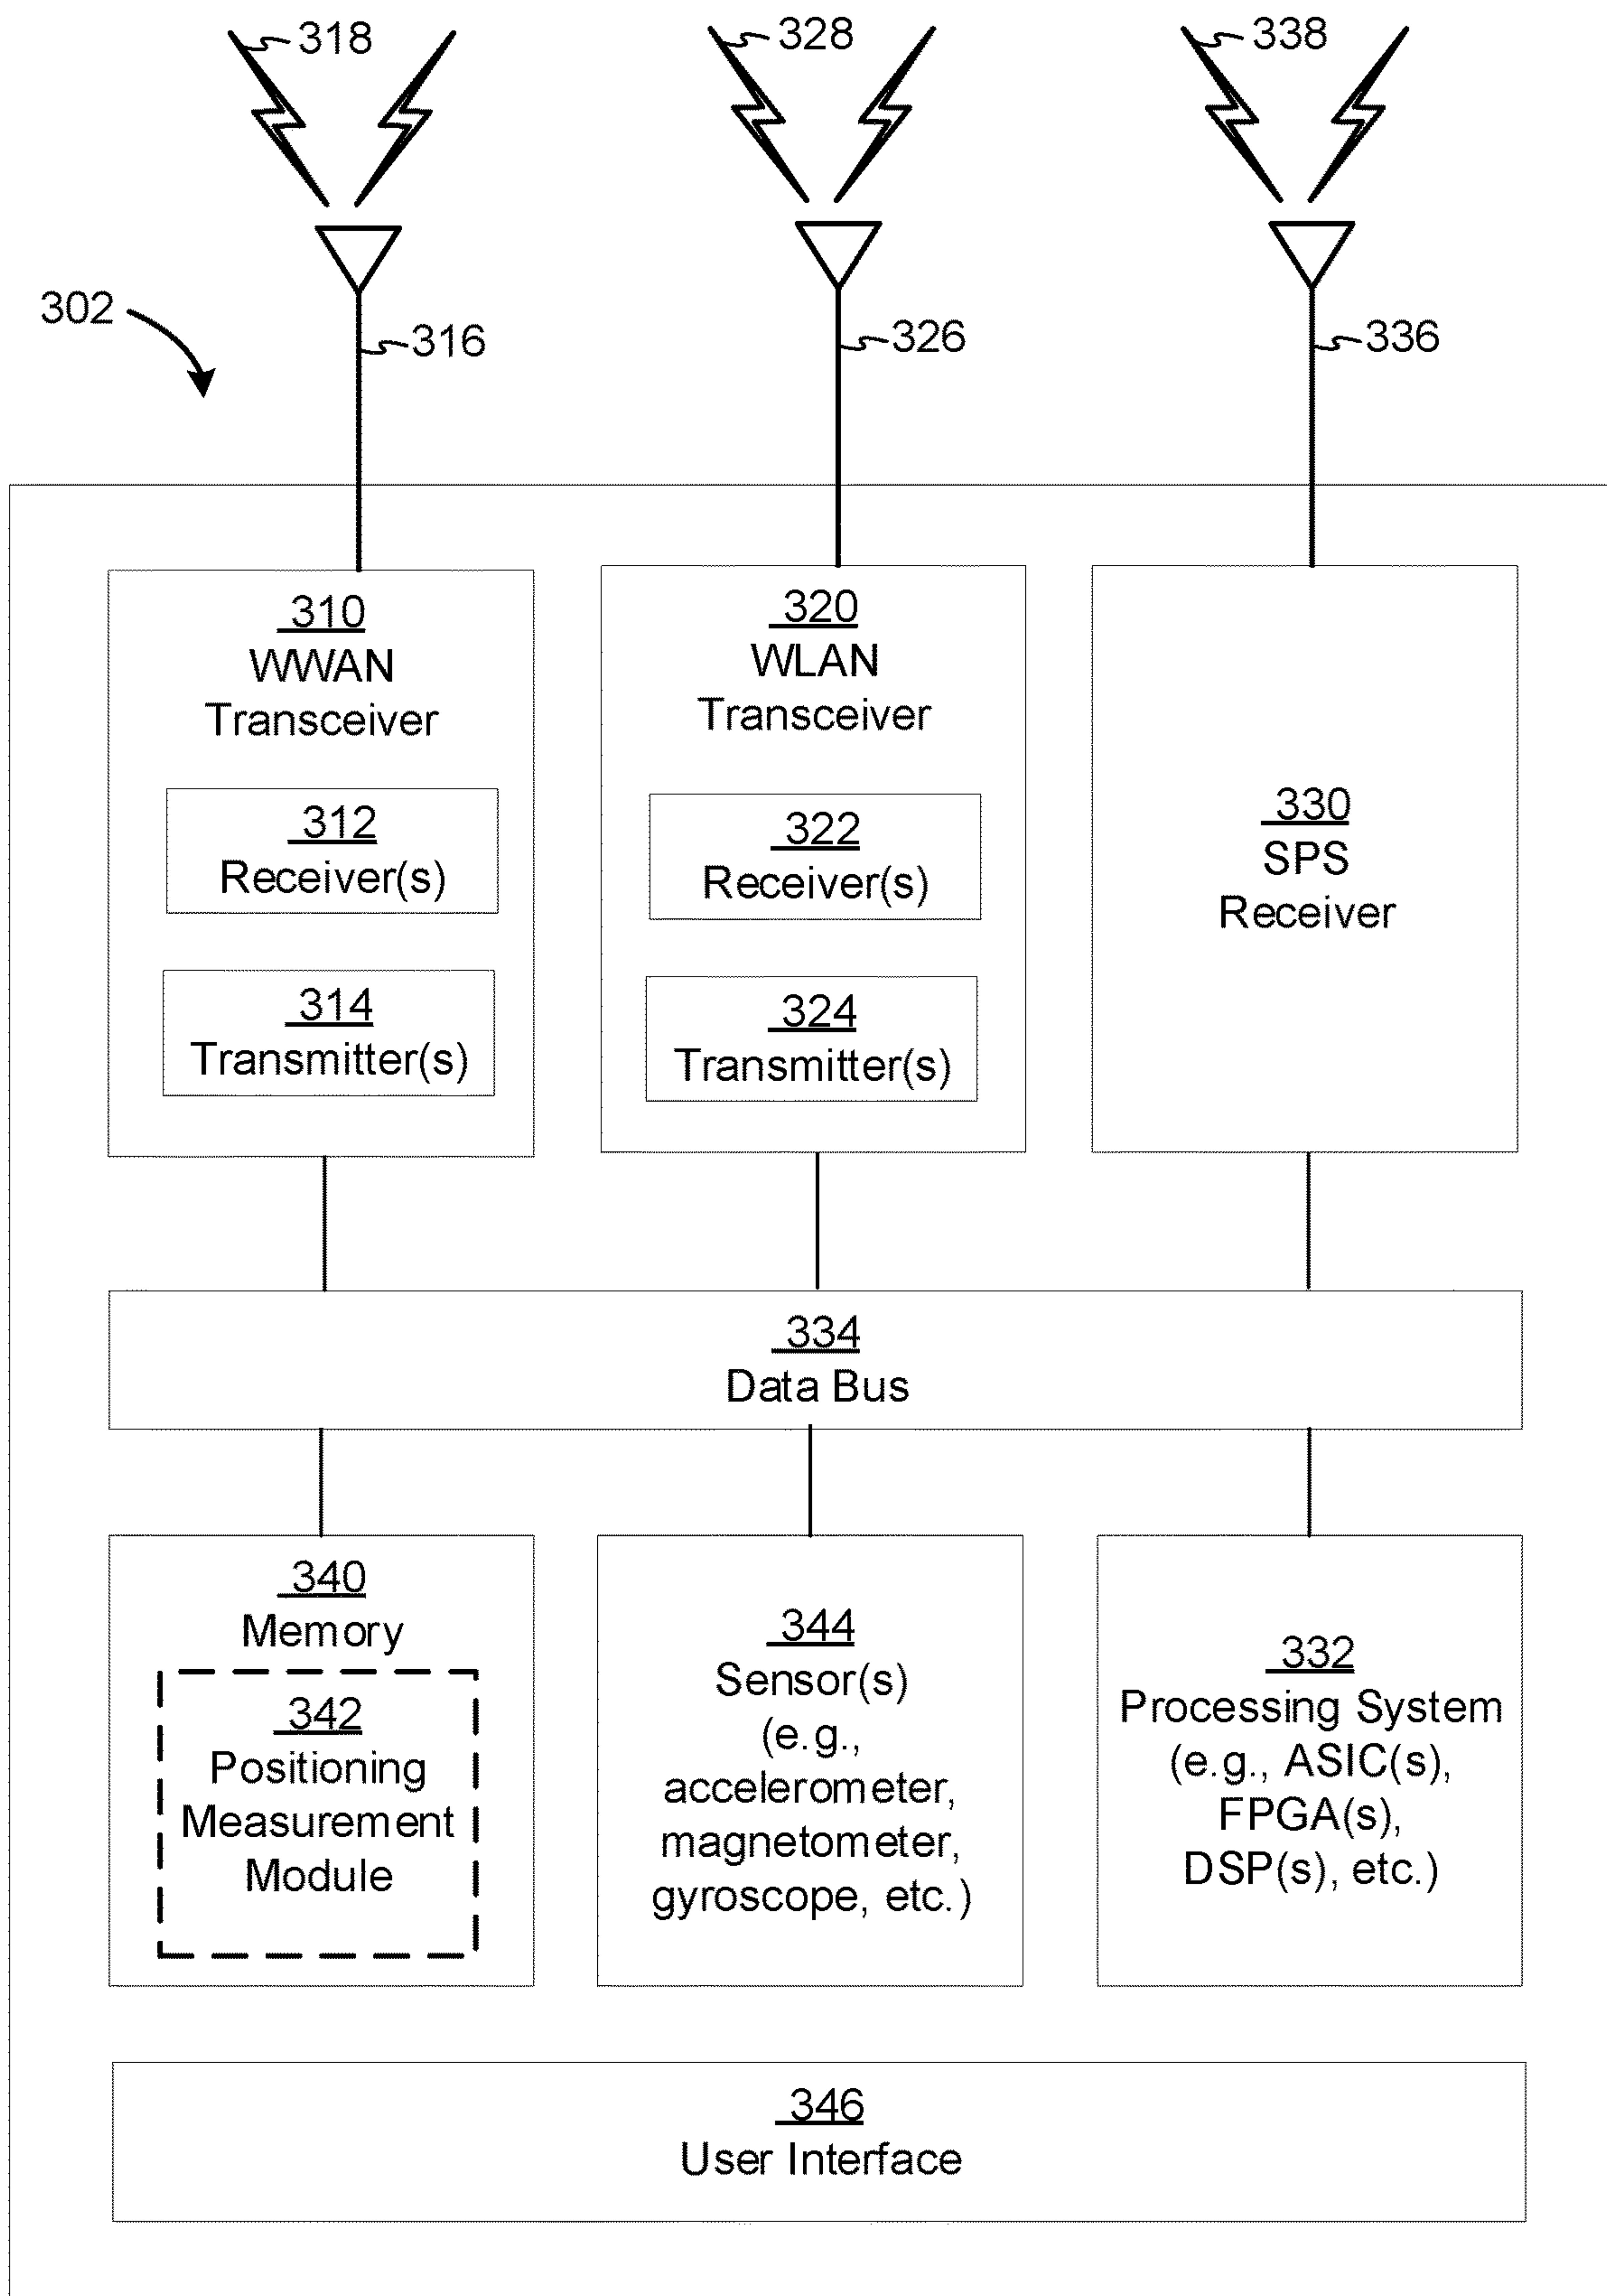 318
328
338
302
316
326
336
310
WWAN
Transceiver
312
Receiver(s)
314
Transmitter(s)
320
WLAN
Transceiver
322
Receiver(s)
324
Transmitter(s)
330
SPS
Receiver
334
Data Bus
340
Memory
342
Positioning
Measurement
Module
344
Sensor(s)
(e.g.,
accelerometer,
magnetometer,
gyroscope, etc.)
332
Processing System
(e.g., ASIC(s),
FPGA(s),
DSP(s), etc.)
346
User Interface